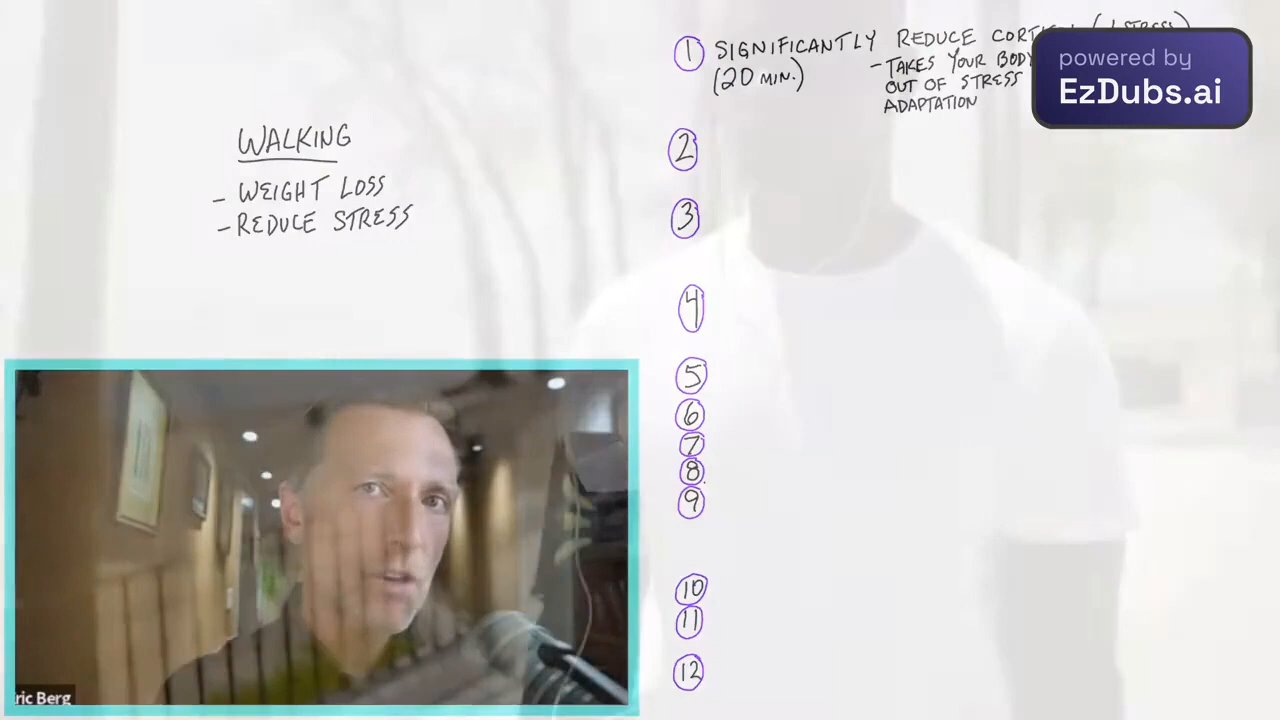 WALKING
- WEIGHT LOSS
- REDUCE STRESS
1 SIGNIFICANTLY REDUCE
(20 MIN.)
- TAKES YOUR BODY
OUT OF STRESS
ADAPTATION
2
3
4
5
6
7
8
9
10
11
12
powered by
EzDubs.ai
ric Berg